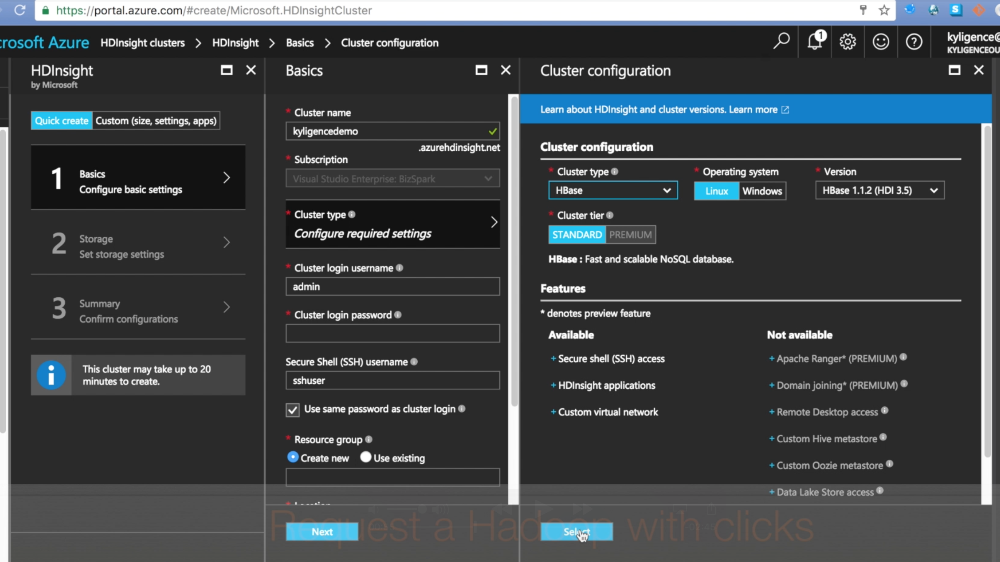 https://portal.azure.com/#create/Microsoft.HDInsightCluster
crosoft Azure HDInsight clusters > HDInsight > Basics > Cluster configuration
1
kyligence@
KYLIGENCEOU
HDInsight
by Microsoft
Quick create Custom (size, settings, apps)
1 Basics
Configure basic settings
2 Storage
Set storage settings
3 Summary
Confirm configurations
This cluster may take up to 20
minutes to create.
Basics
* Cluster name
kyligencedemo
.azurehdinsight.net
* Subscription
Visual Studio Enterprise: BizSpark
* Cluster type
Configure required settings
* Cluster login username
admin
* Cluster login password
Secure Shell (SSH) username
sshuser
Use same password as cluster login
* Resource group
Create new Use existing
* Location
Next
Cluster configuration
Learn about HDInsight and cluster versions. Learn more
Cluster configuration
* Cluster type * Operating system * Version
HBase Linux Windows HBase 1.1.2 (HDI 3.5)
* Cluster tier
STANDARD PREMIUM
HBase : Fast and scalable NoSQL database.
Features
* denotes preview feature
Available Not available
+ Secure shell (SSH) access + Apache Ranger* (PREMIUM)
+ HDInsight applications + Domain joining* (PREMIUM)
+ Custom virtual network + Remote Desktop access
+ Custom Hive metastore
+ Custom Oozie metastore
+ Data Lake Store access
Select
Request a Hadoop with clicks